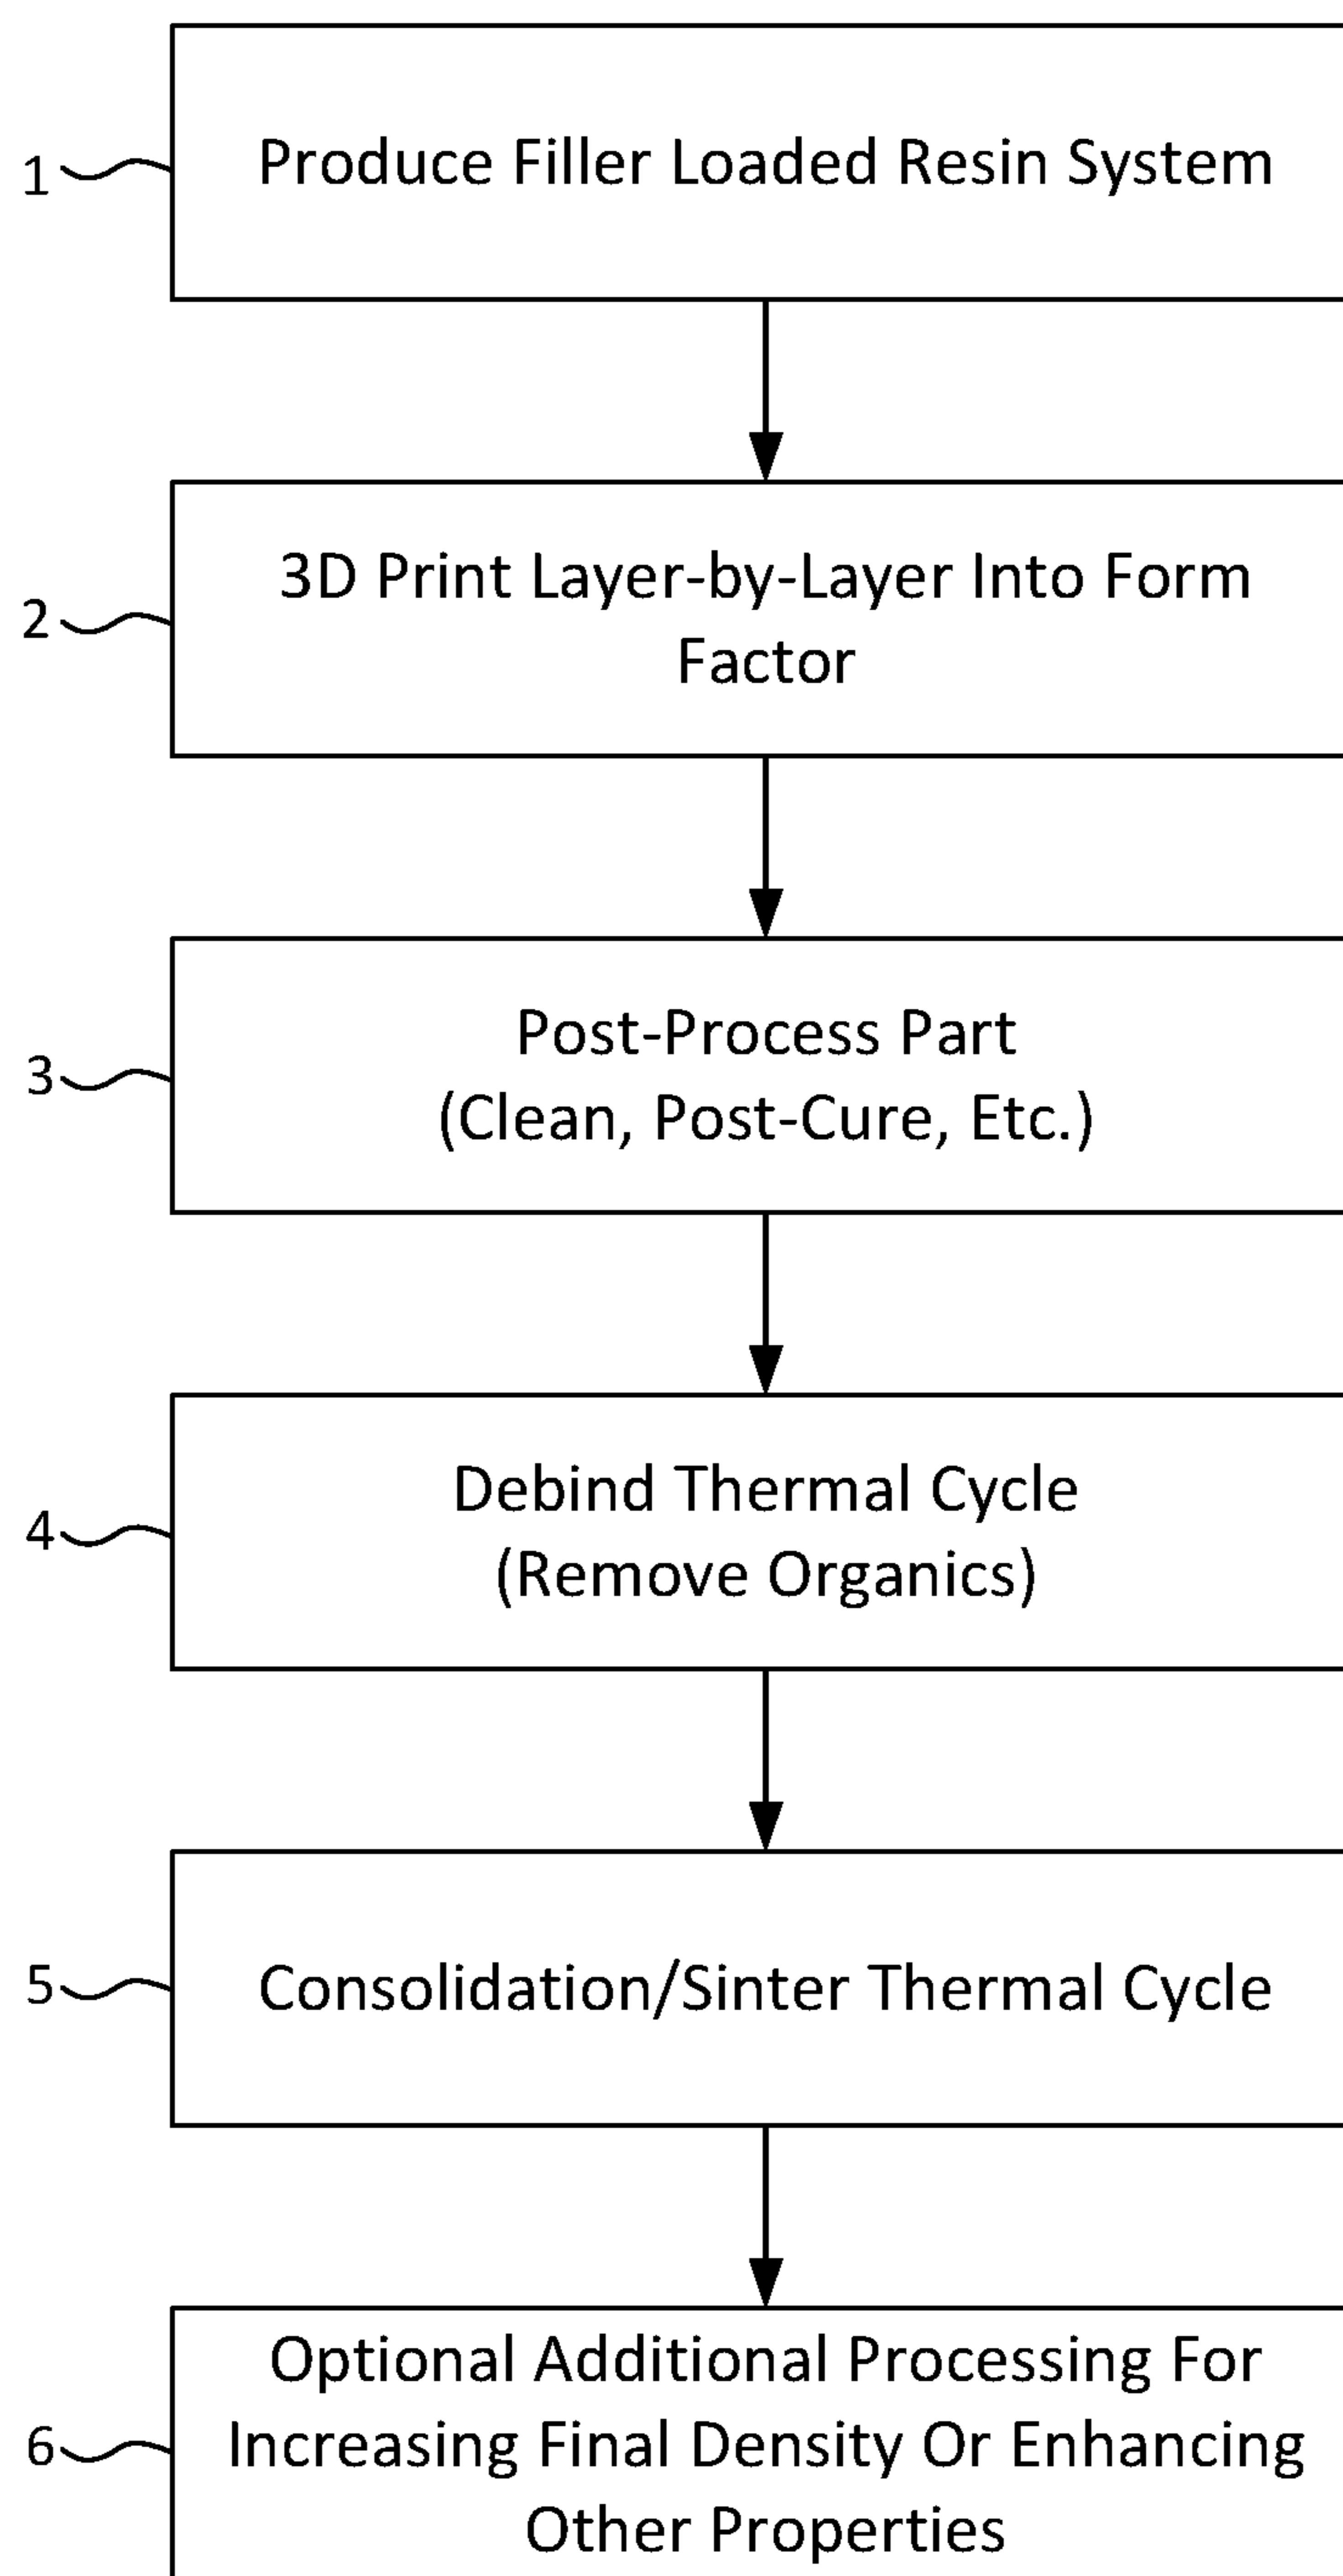 1
Produce Filler Loaded Resin System
2
3D Print Layer-by-Layer Into Form
Factor
3
Post-Process Part
(Clean, Post-Cure, Etc.)
4
Debind Thermal Cycle
(Remove Organics)
5
Consolidation/Sinter Thermal Cycle
6
Optional Additional Processing For
Increasing Final Density Or Enhancing
Other Properties